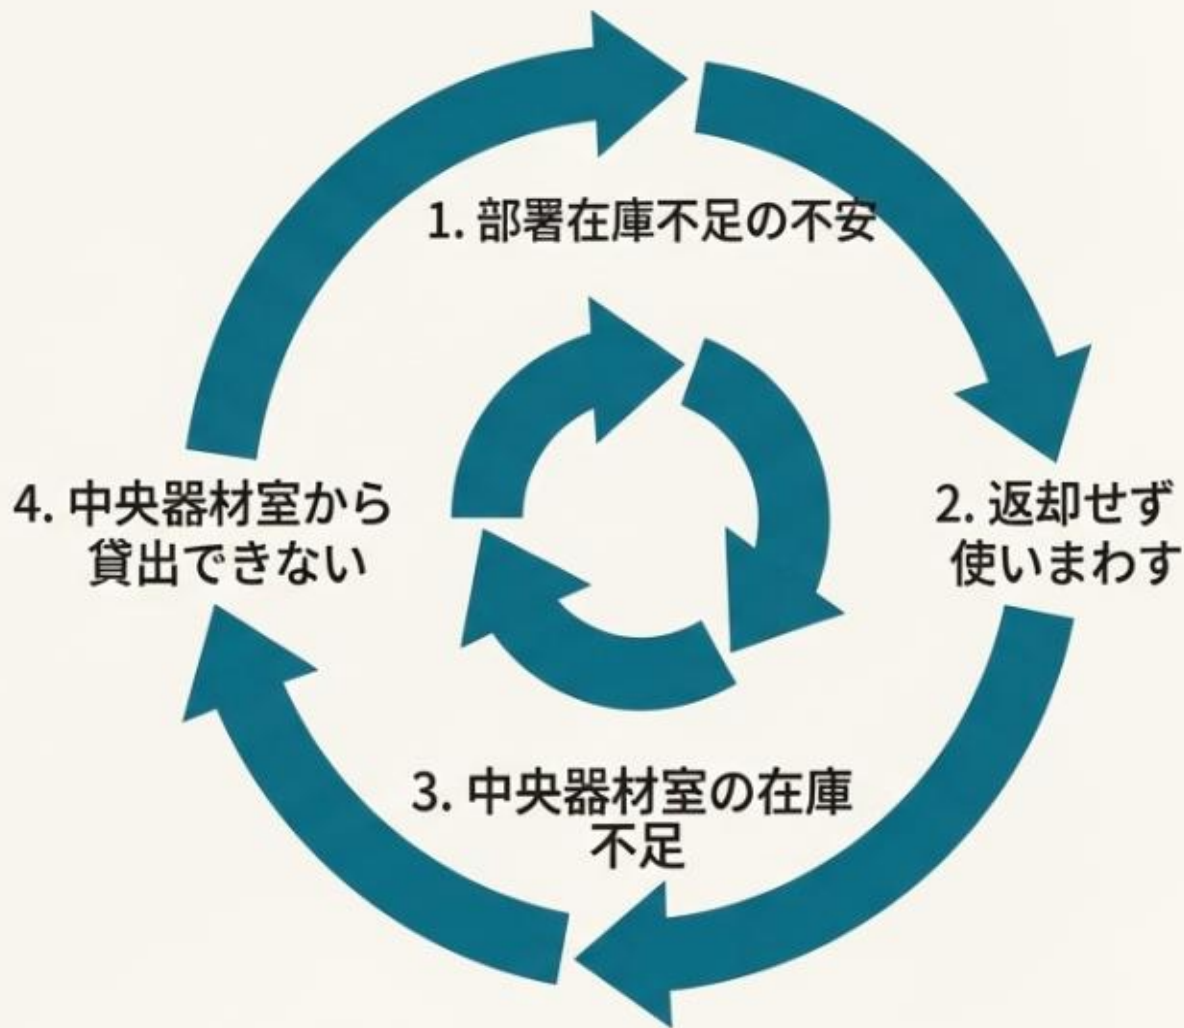 1. 部署在庫不足の不安
2. 返却せず
使いまわす
3. 中央器材室の在庫
不足
4. 中央器材室から
貸出できない